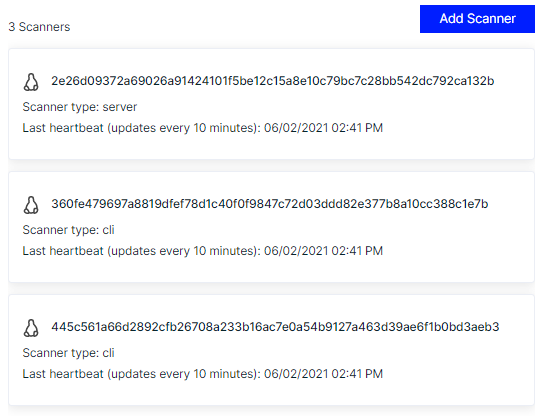 3 Scanners
Add Scanner
2e26d09372a69026a91424101f5be12c15a8e10c79bc7c28bb542dc792ca132b
Scanner type: server
Last heartbeat (updates every 10 minutes): 06/02/2021 02:41 PM
360fe479697a8819dfef78d1c40f0f9847c72d03ddd82e377b8a10cc388c1e7b
Scanner type: cli
Last heartbeat (updates every 10 minutes): 06/02/2021 02:41 PM
445c561a66d2892cfb26708a233b16ac7e0a54b9127a463d39ae6f1b0bd3aeb3
Scanner type: cli
Last heartbeat (updates every 10 minutes): 06/02/2021 02:41 PM